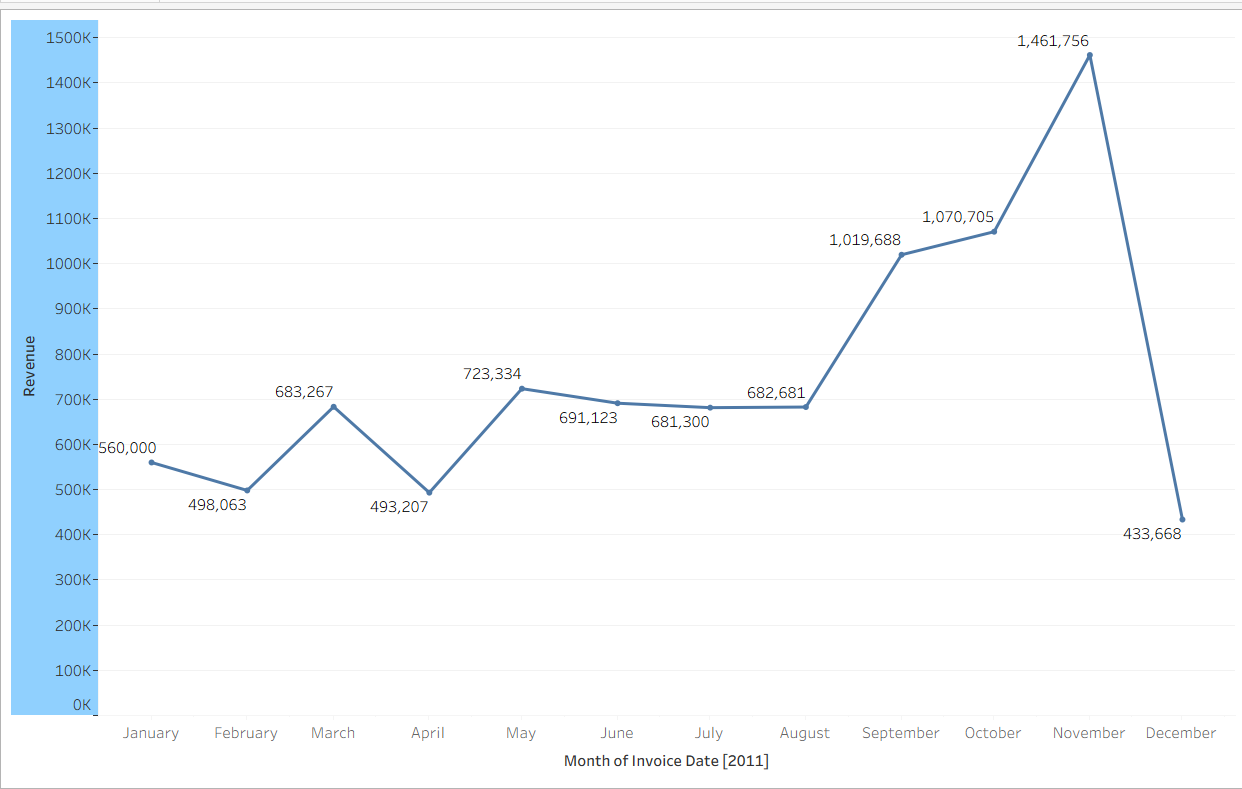 1500K
1400K
1300K
1200K
1100K
1000K
900K
800K
700K
600K
500K
400K
300K
200K
100K
0K
Revenue
560,000
498,063
683,267
493,207
723,334
691,123
681,300
682,681
1,019,688
1,070,705
1,461,756
433,668
January February March April May June July August September October November December
Month of Invoice Date [2011]